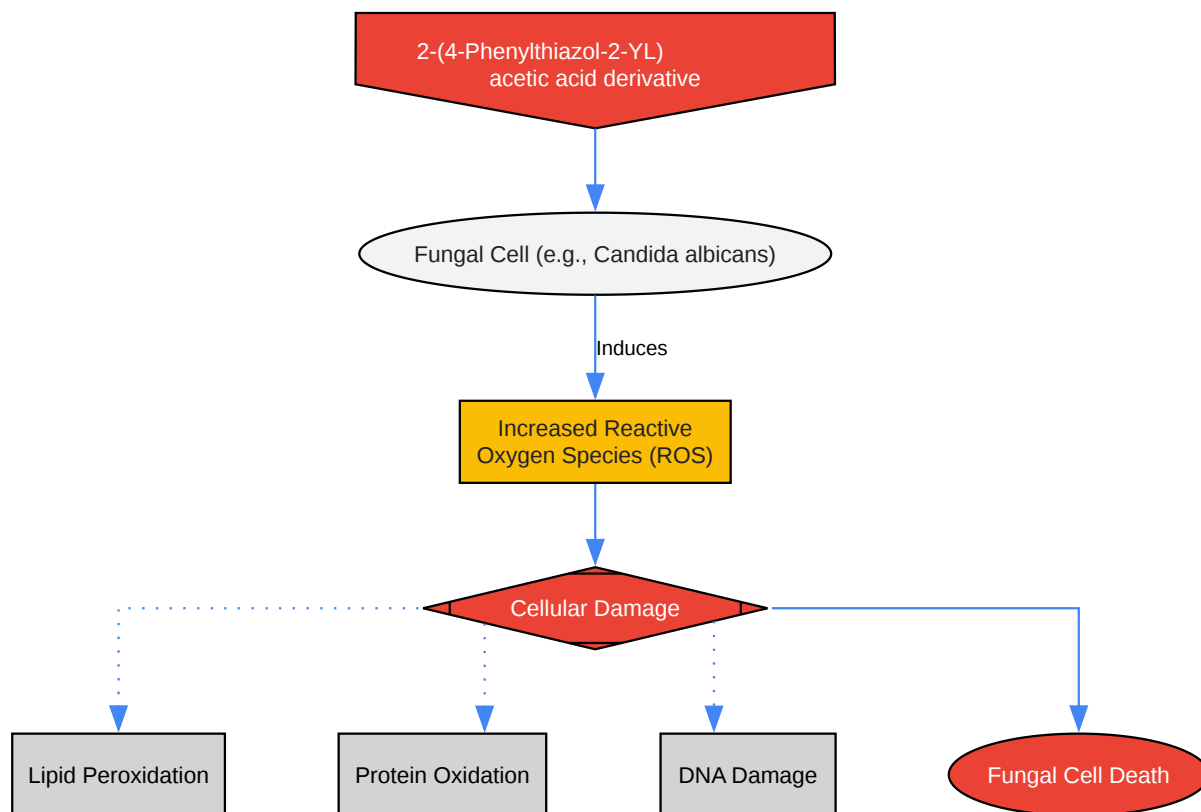 2-(4-Phenylthiazol-2-YL)
acetic acid derivative
Fungal Cell (e.g., Candida albicans)
Induces
Increased Reactive
Oxygen Species (ROS)
Cellular Damage
Lipid Peroxidation
Protein Oxidation
DNA Damage
Fungal Cell Death